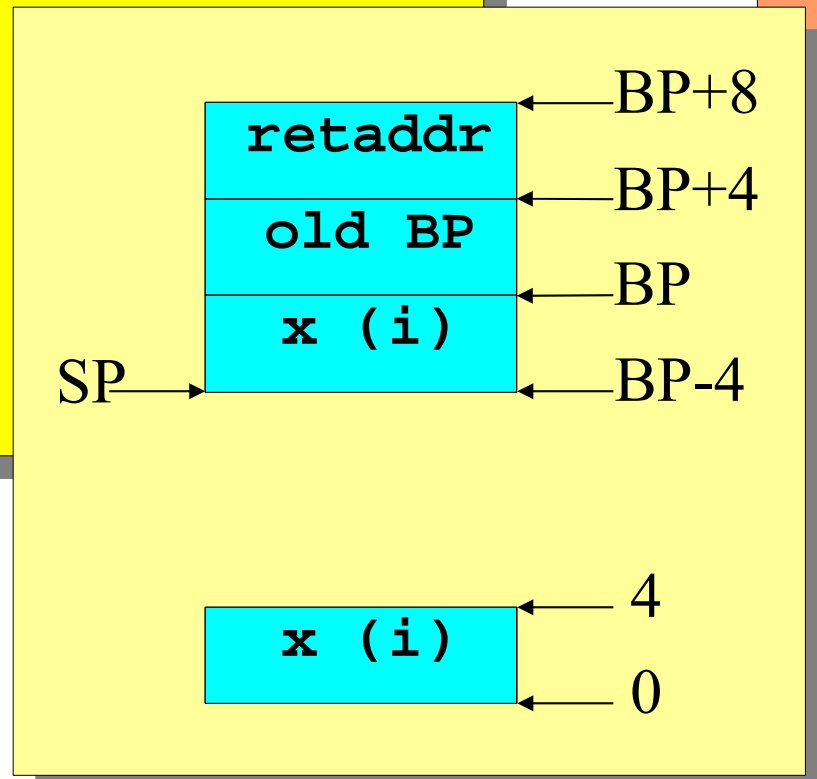 BP+8
retaddr
BP+4
old BP
BP
x (i)
SP
BP-4
4
x (i)
0